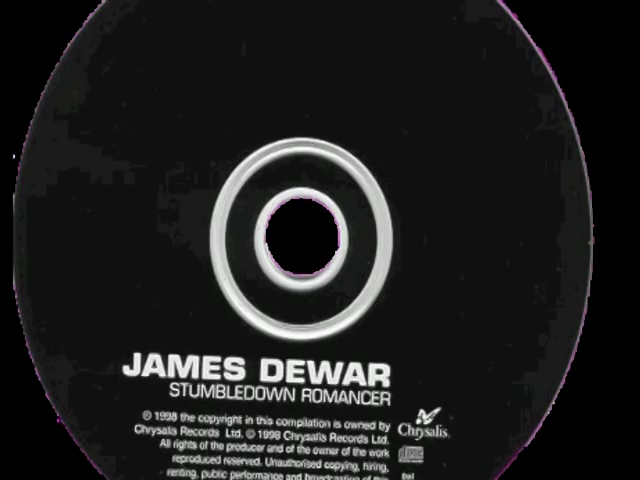 JAMES DEWAR
STUMBLEDOWN ROMANCER
© 1998 the copyright in this compilation is owned by
Chrysalis Records Ltd. © 1998 Chrysalis Records Ltd.
All rights of the producer and of the owner of the work
reproduced reserved. Unauthorised copying, hiring,
renting, public performance and broadcasting of this
Chrysalis.